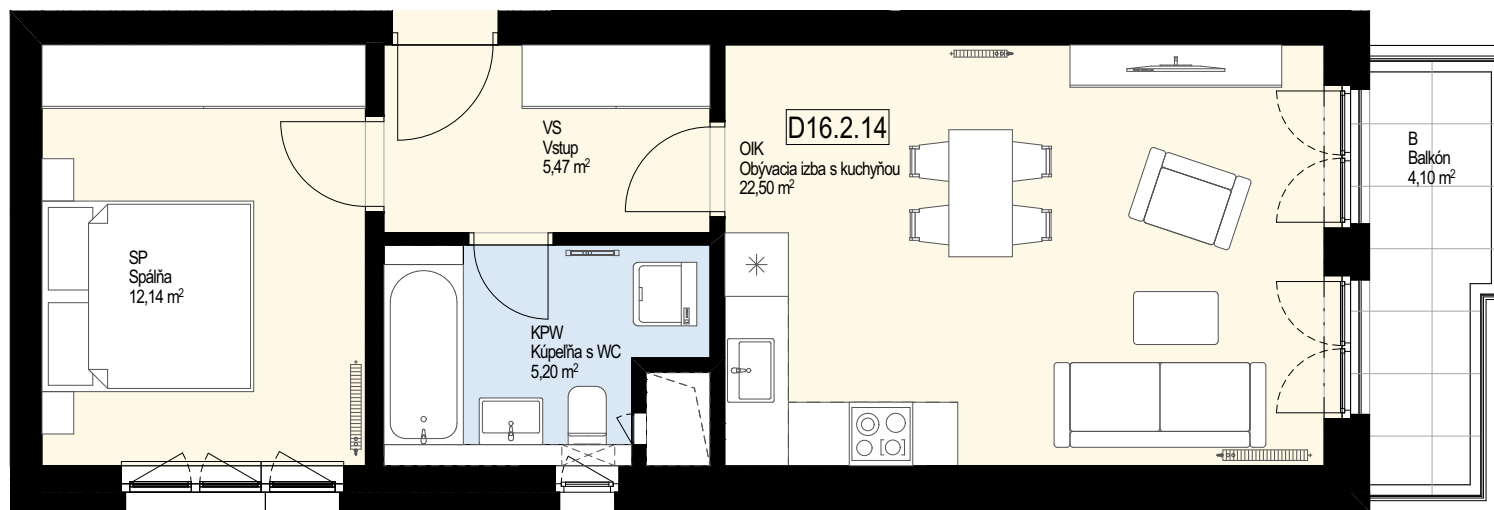 SP
Spálňa
12,14 m²
VS
Vstup
5,47 m²
KPW
Kúpeľňa s WC
5,20 m²
D16.2.14
OIK
Obývacia izba s kuchyňou
22,50 m²
B
Balkón
4,10 m²